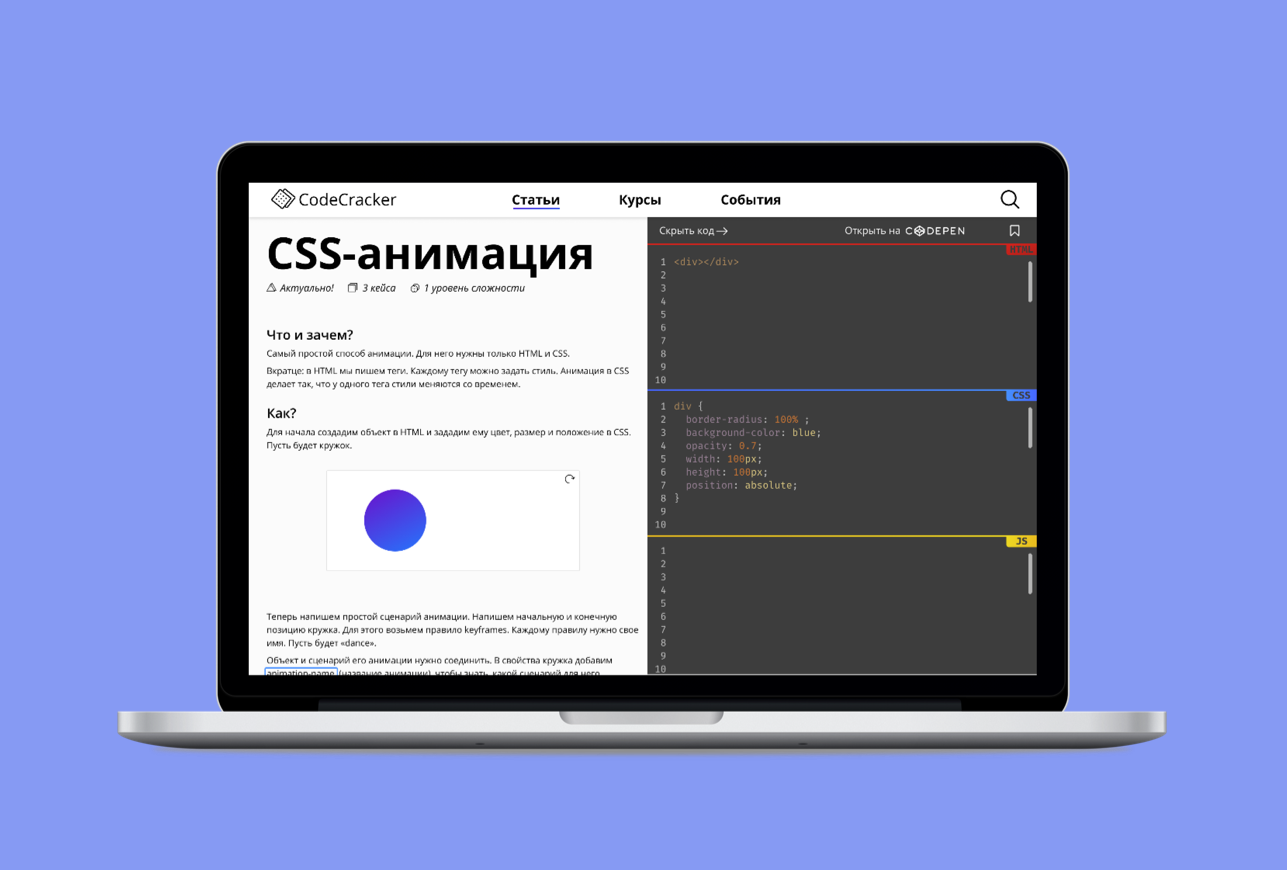 CodeCracker
Статьи
Курсы
События
CSS-анимация
Актуально!
3 кейса
1 уровень сложности
Что и зачем?
Самый простой способ анимации. Для него нужны только HTML и CSS.
Вкратце: в HTML мы пишем теги. Каждому тегу можно задать стиль. Анимация в CSS
делает так, что у одного тега стили меняются со временем.
Как?
Для начала создадим объект в HTML и зададим ему цвет, размер и положение в CSS.
Пусть будет кружок.
Теперь напишем простой сценарий анимации. Напишем начальную и конечную
позицию кружка. Для этого возьмем правило keyframes. Каждому правилу нужно свое
имя. Пусть будет «dance».
Объект и сценарий его анимации нужно соединить. В свойства кружка добавим
animation-name (название анимации), чтобы знать, какой сценарий для него
Скрыть код→
Открыть на CODEPEN
HTML
1 <div></div>
2
3
4
5
6
7
8
9
10
CSS
1 div {
2 border-radius: 100% ;
3 background-color: blue;
4 opacity: 0.7;
5 width: 100px;
6 height: 100px;
7 position: absolute;
8 }
9
10
JS
1
2
3
4
5
6
7
8
9
10